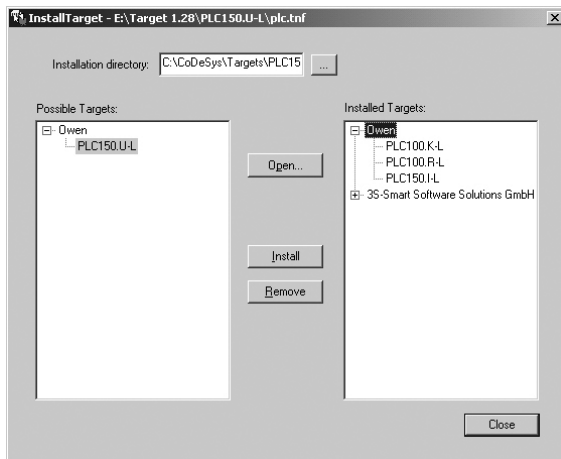 InstallTarget - E:\Target 1.28\PLC150.U-L\plc.tnf
Installation directory: C:\CoDeSys\Targets\PLC15 ...
Possible Targets:
Owen
PLC150.U-L
Open...
Install
Remove
Installed Targets:
Owen
PLC100.K-L
PLC100.R-L
PLC150.I-L
3S-Smart Software Solutions GmbH
Close